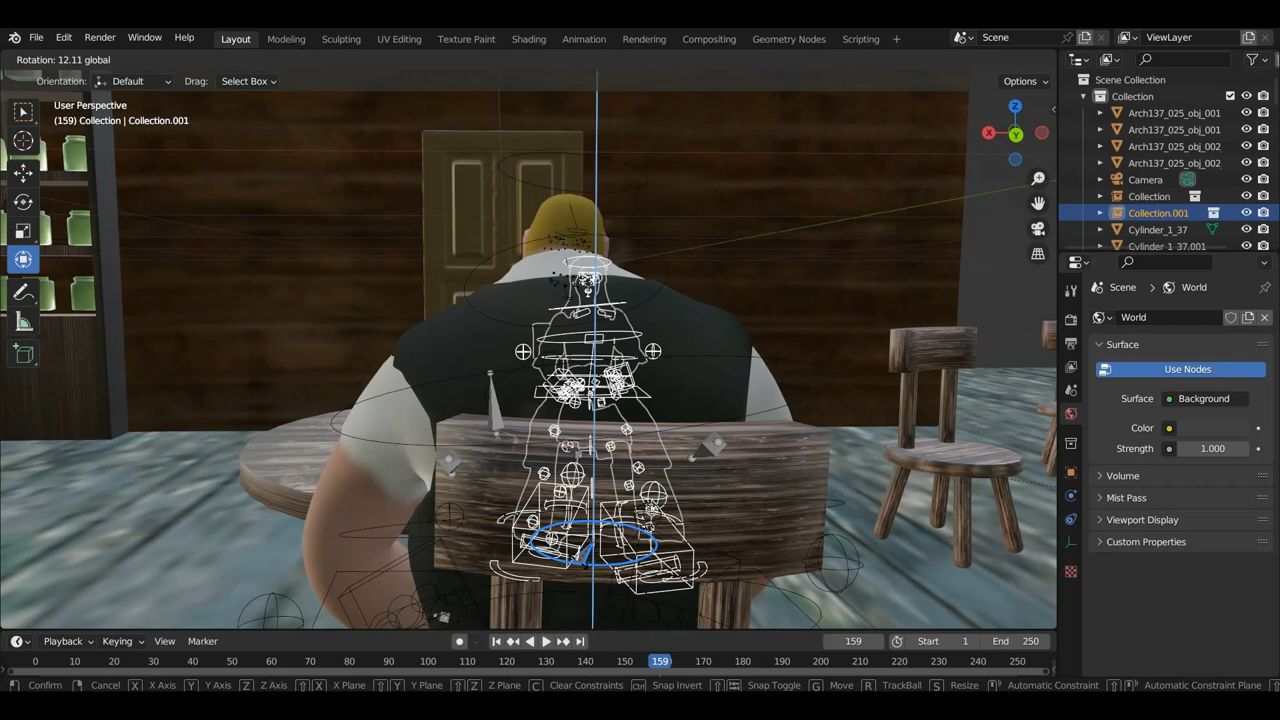 File Edit Render Window Help Layout Modeling Sculpting UV Editing Texture Paint Shading Animation Rendering Compositing Geometry Nodes Scripting + Scene ViewLayer
Rotation: 12.11 global
Orientation: Default Drag: Select Box Options
User Perspective
(159) Collection | Collection.001
Z
X
Y
Scene Collection
Collection
Arch137_025_obj_001
Arch137_025_obj_001
Arch137_025_obj_002
Arch137_025_obj_002
Camera
Collection
Collection.001
Cylinder_1_37
Cylinder 1 37.001
Scene > World
World
Surface
Use Nodes
Surface Background
Color
Strength 1.000
Volume
Mist Pass
Viewport Display
Custom Properties
Playback Keying View Marker 159 Start 1 End 250
0 10 20 30 40 50 60 70 80 90 100 110 120 130 140 150 159 170 180 190 200 210 220 230 240 250
Confirm Cancel X X Axis Y Y Axis Z Z Axis X X Plane Y Y Plane Z Z Plane C Clear Constraints Ctrl Snap Invert Snap Toggle G Move R TrackBall S Resize Automatic Constraint Automatic Constraint Plane